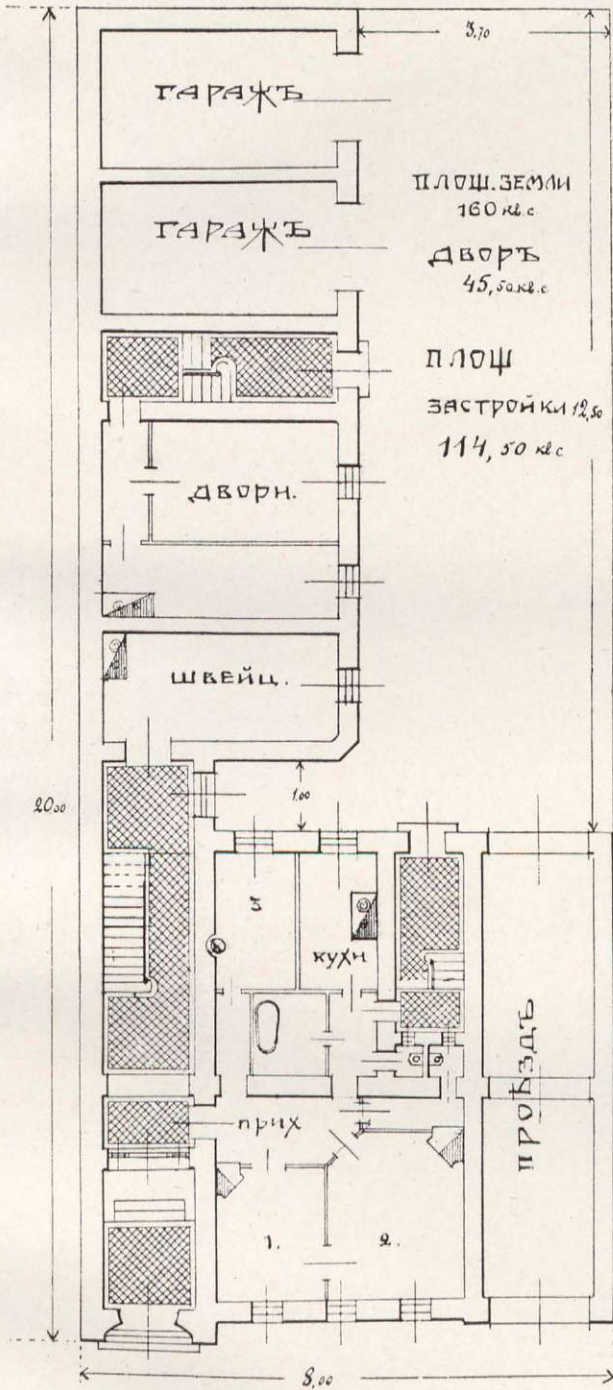 3,70
ГАРАЖЪ
ПЛОЩ. ЗЕМЛИ
160 кв. с
ГАРАЖЪ
ДВОРЪ
45,50 кв. с
ПЛОЩ
ЗАСТРОЙКИ 12,50
114,50 кв с
ДВОРН.
ШВЕЙЦ.
20,00
1,00
3
КУХН
ПРИХ
ПРОѢЗДЪ
1.
2.
8,00